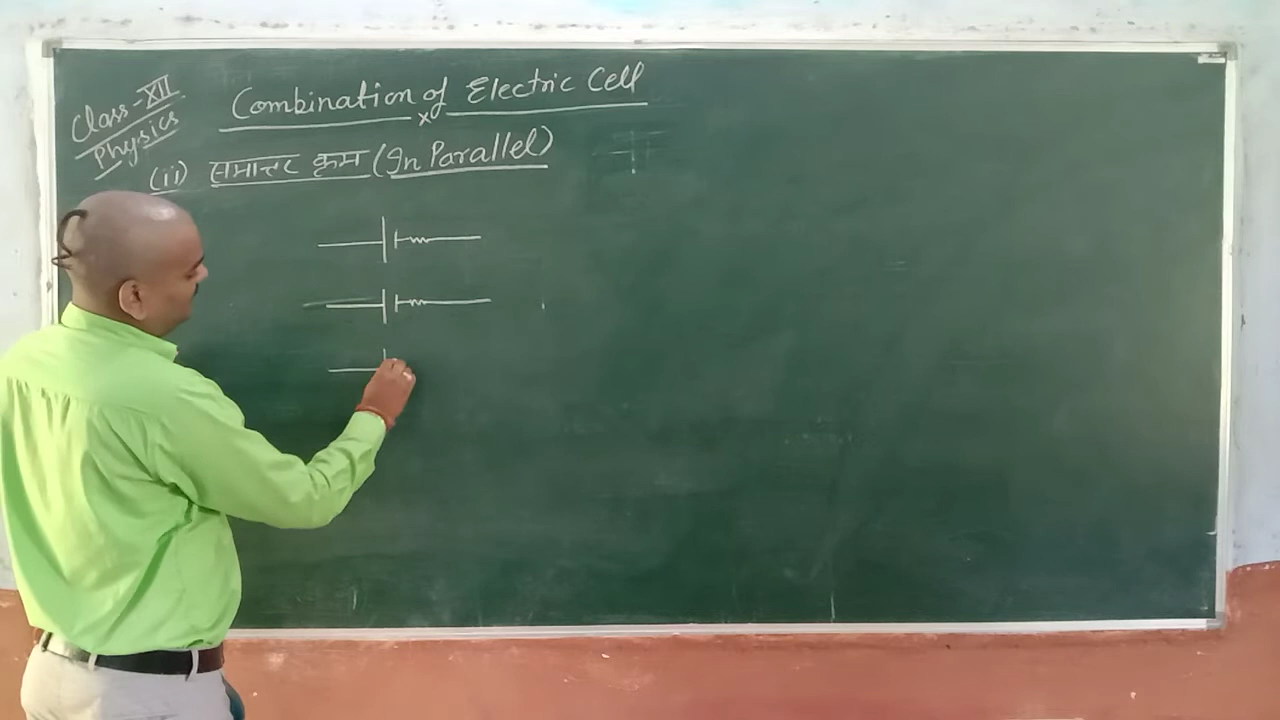 Class-XII
Physics
Combination of Electric Cell
x
(ii) समान्तर क्रम (In Parallel)